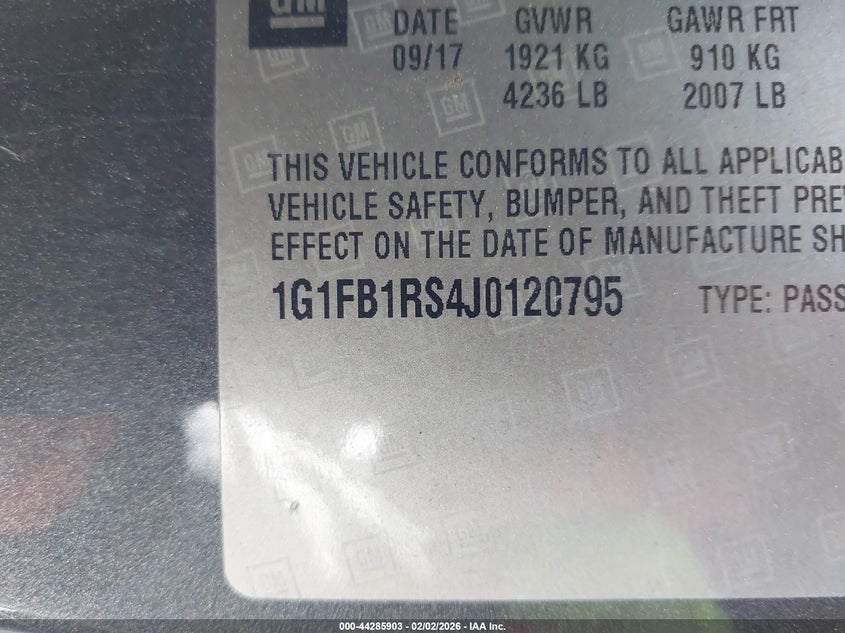 GM
DATE GVWR GAWR FRT
09/17 1921 KG 910 KG
4236 LB 2007 LB
THIS VEHICLE CONFORMS TO ALL APPLICAB
VEHICLE SAFETY, BUMPER, AND THEFT PREV
EFFECT ON THE DATE OF MANUFACTURE SH
1G1FB1RS4J0120795 TYPE: PASS
000-44285903 - 02/02/2026 - IAA Inc.